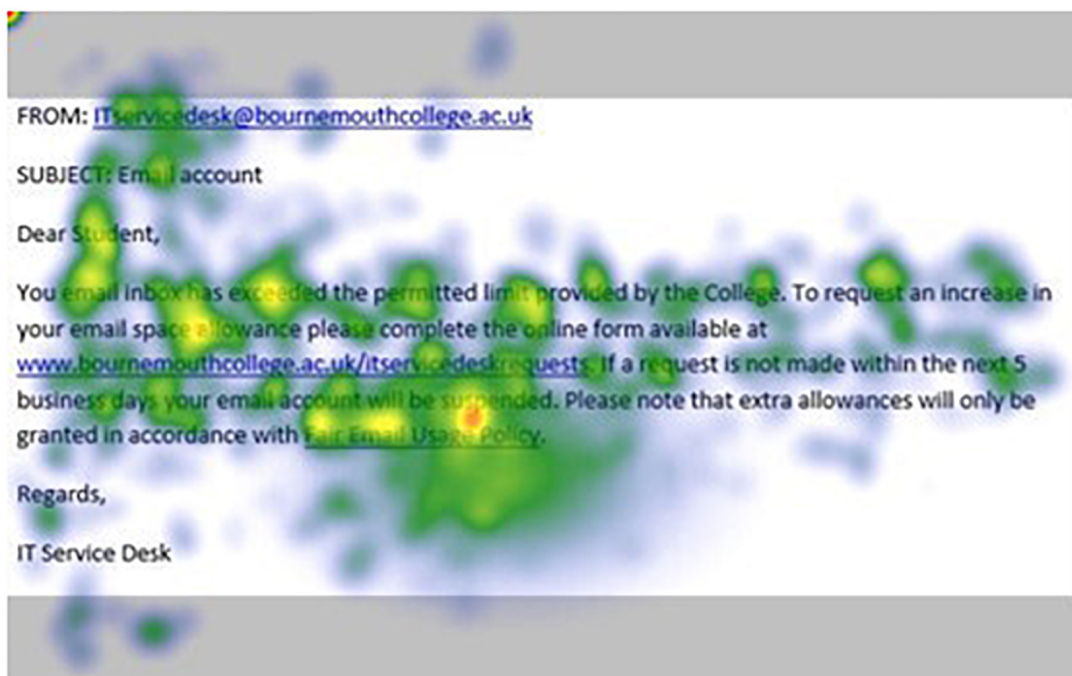 FROM: ITservicedesk@bournemouthcollege.ac.uk
SUBJECT: Email account
Dear Student,
You email inbox has exceeded the permitted limit provided by the College. To request an increase in
your email space allowance please complete the online form available at
www.bournemouthcollege.ac.uk/itservicedeskrequests. If a request is not made within the next 5
business days your email account will be suspended. Please note that extra allowances will only be
granted in accordance with Fair Email Usage Policy.
Regards,
IT Service Desk